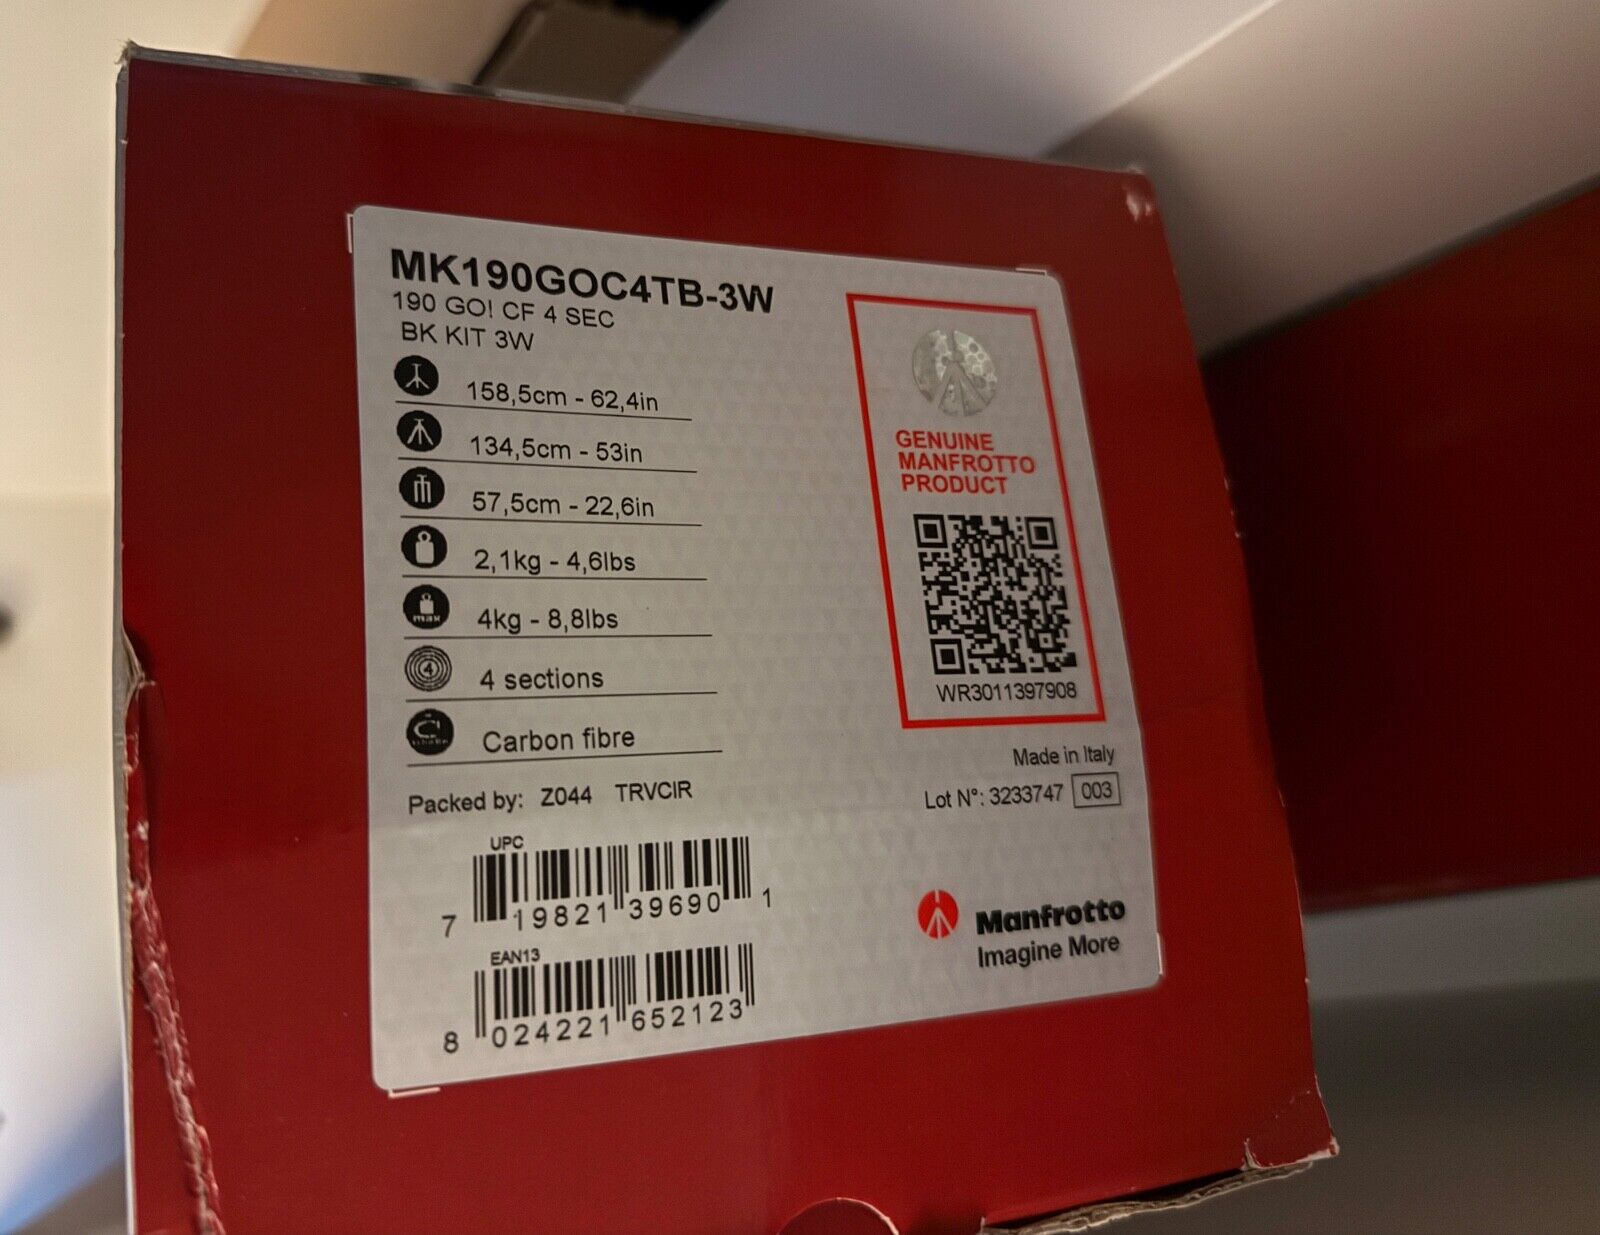 MK190GOC4TB-3W
190 GO! CF 4 SEC
BK KIT 3W
158,5cm - 62,4in
134,5cm - 53in
57,5cm - 22,6in
2,1kg - 4,6lbs
max
4kg - 8,8lbs
4
4 sections
C
Carbon fibre
Packed by: Z044 TRVCIR
UPC
7 19821 39690 1
EAN13
8 024221 652123
GENUINE
MANFROTTO
PRODUCT
WR3011397908
Made in Italy
Lot N°: 3233747 003
Manfrotto
Imagine More